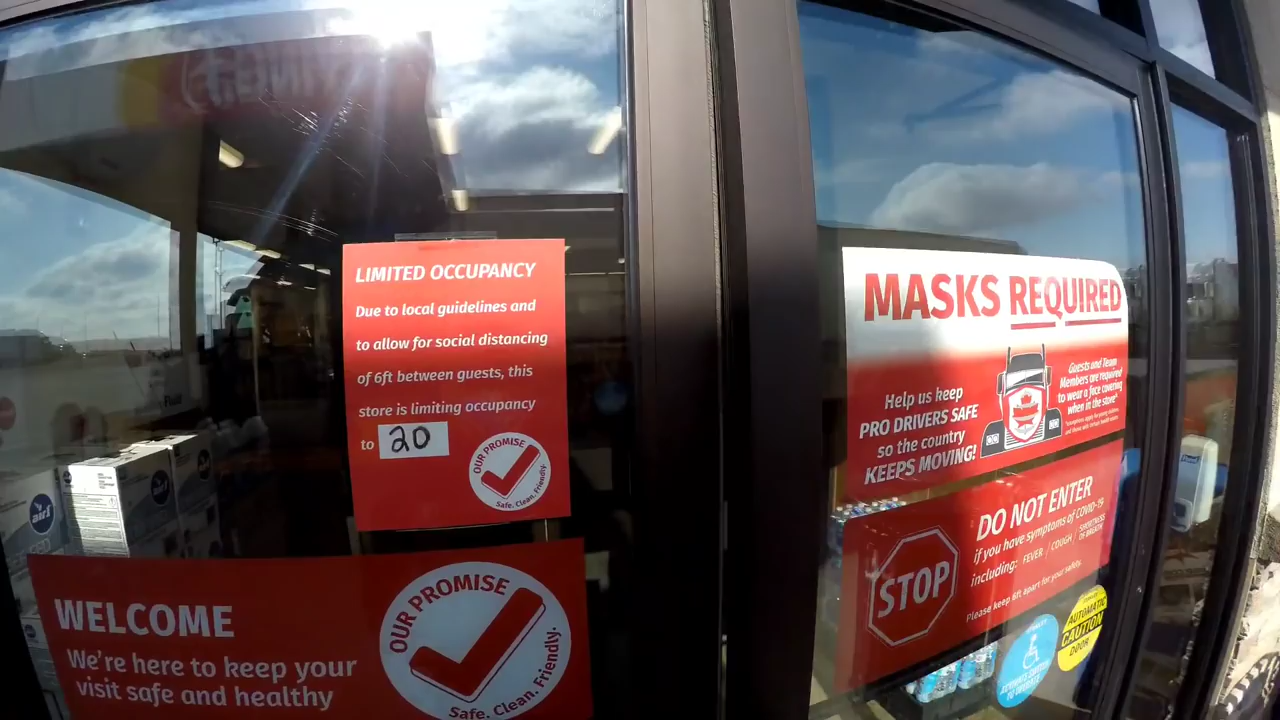 LIMITED OCCUPANCY
Due to local guidelines and
to allow for social distancing
of 6ft between guests, this
store is limiting occupancy
to 20
OUR PROMISE
Safe. Clean. Friendly.
WELCOME
We're here to keep your
visit safe and healthy
OUR PROMISE
Safe. Clean. Friendly.
MASKS REQUIRED
Help us keep
PRO DRIVERS SAFE
so the country
KEEPS MOVING!
Guests and Team
Members are required
to wear a face covering
when in the store*
STOP
DO NOT ENTER
if you have symptoms of COVID-19
including: FEVER / COUGH / SHORTNESS
OF BREATH
Please keep 6ft apart for your safety.
AUTOMATIC
CAUTION
DOOR
air1